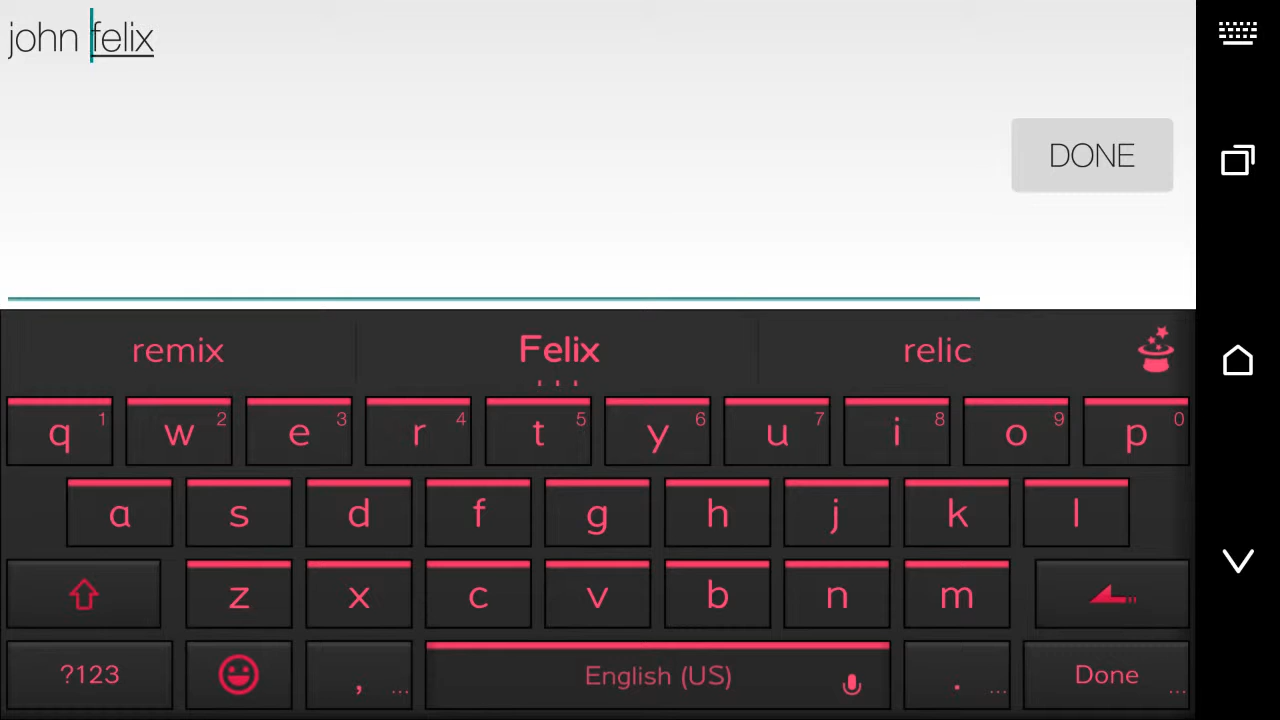 john felix
DONE
remix Felix relic
q 1 w 2 e 3 r 4 t 5 y 6 u 7 i 8 o 9 p 0
a s d f g h j k l
z x c v b n m
?123 , ... English (US) . ... Done ...